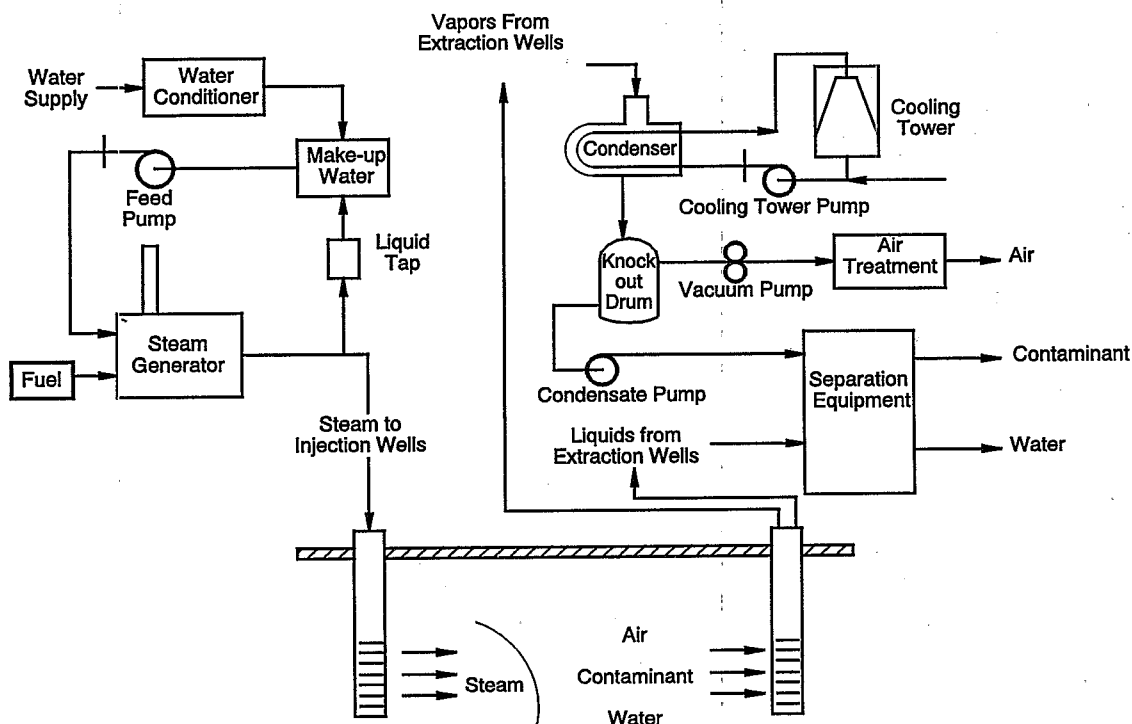 Vapors From
Extraction Wells
Water
Supply
Water
Conditioner
Cooling
Tower
Condenser
Make-up
Water
Feed
Pump
Cooling Tower Pump
Liquid
Tap
Knock
out
Drum
Vacuum Pump
Air
Treatment
Air
Steam
Generator
Fuel
Condensate Pump
Separation
Equipment
Contaminant
Steam to
Injection Wells
Liquids from
Extraction Wells
Water
Steam
Air
Contaminant
Water